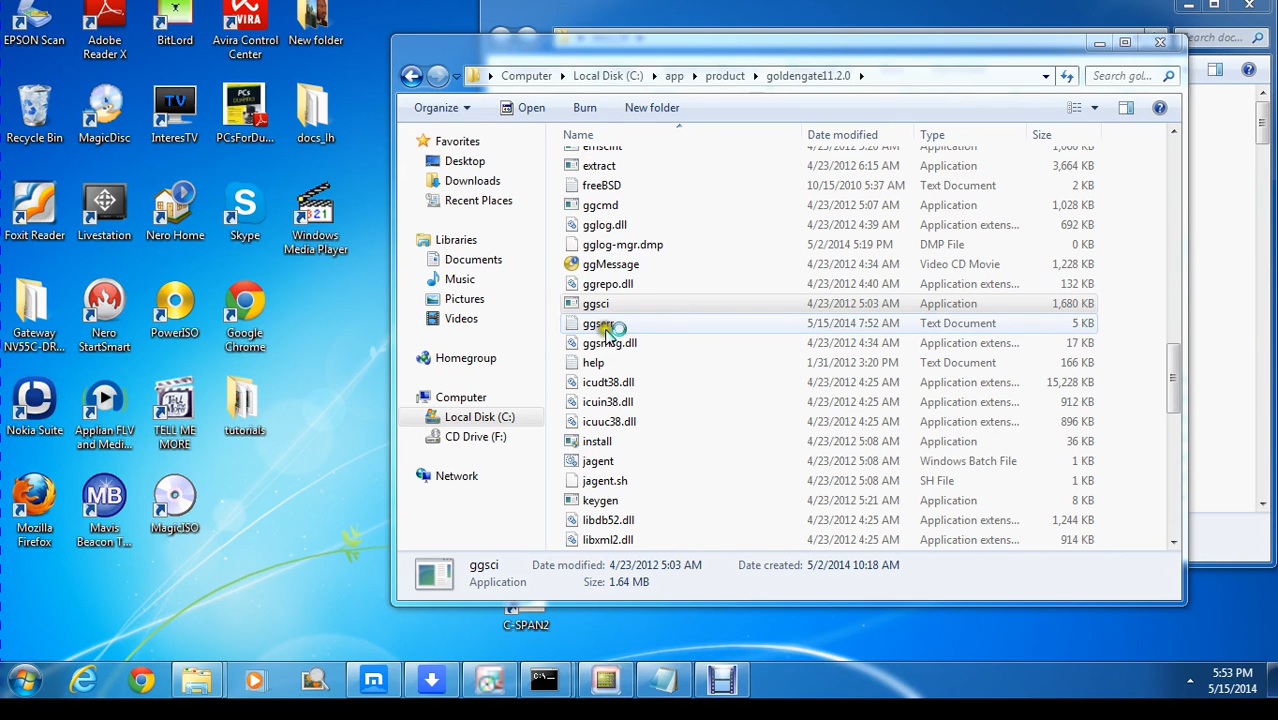 EPSON Scan
Adobe Reader X
BitLord
AVIRA
Avira Control Center
New folder
Recycle Bin
MagicDisc
TV
InteresTV
PCsForDu...
docs_lh
Foxit Reader
Livestation
Nero Home
Skype
Windows Media Player
Gateway NV55C-DR...
Nero StartSmart
PowerISO
Google Chrome
Nokia Suite
Applian FLV and Medi...
TELL ME MORE
tutorials
Mozilla Firefox
MB
Mavis Beacon T...
MagicISO
C-SPAN2
Search doc...
Computer
Local Disk (C:)
app
product
goldengate11.2.0
Search gol...
Organize
Open
Burn
New folder
Favorites
Desktop
Downloads
Recent Places
Libraries
Documents
Music
Pictures
Videos
Homegroup
Computer
Local Disk (C:)
CD Drive (F:)
Network
Name Date modified Type Size
extract 4/23/2012 6:15 AM Application 3,664 KB
freeBSD 10/15/2010 5:37 AM Text Document 2 KB
ggcmd 4/23/2012 5:07 AM Application 1,028 KB
gglog.dll 4/23/2012 4:39 AM Application extens... 692 KB
gglog-mgr.dmp 5/2/2014 5:19 PM DMP File 0 KB
ggMessage 4/23/2012 4:34 AM Video CD Movie 1,228 KB
ggrepo.dll 4/23/2012 4:40 AM Application extens... 132 KB
ggsci 4/23/2012 5:03 AM Application 1,680 KB
5/15/2014 7:52 AM Text Document 5 KB
4/23/2012 4:34 AM Application extens... 17 KB
help 1/31/2012 3:20 PM Text Document 166 KB
icudt38.dll 4/23/2012 4:25 AM Application extens... 15,228 KB
icuin38.dll 4/23/2012 4:25 AM Application extens... 912 KB
icuuc38.dll 4/23/2012 4:25 AM Application extens... 896 KB
install 4/23/2012 5:08 AM Application 36 KB
jagent 4/23/2012 5:08 AM Windows Batch File 1 KB
jagent.sh 4/23/2012 5:08 AM SH File 1 KB
keygen 4/23/2012 5:21 AM Application 8 KB
libdb52.dll 4/23/2012 4:25 AM Application extens... 1,244 KB
libxml2.dll 4/23/2012 4:25 AM Application extens... 914 KB
ggsci Date modified: 4/23/2012 5:03 AM Date created: 5/2/2014 10:18 AM
Application Size: 1.64 MB
5:53 PM
5/15/2014